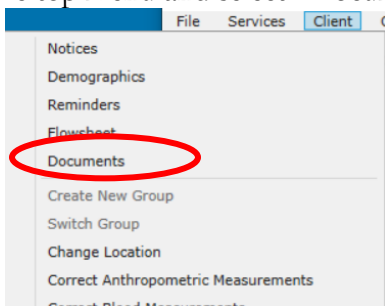 File Services Client
Notices
Demographics
Reminders
Flowsheet
Documents
Create New Group
Switch Group
Change Location
Correct Anthropometric Measurements